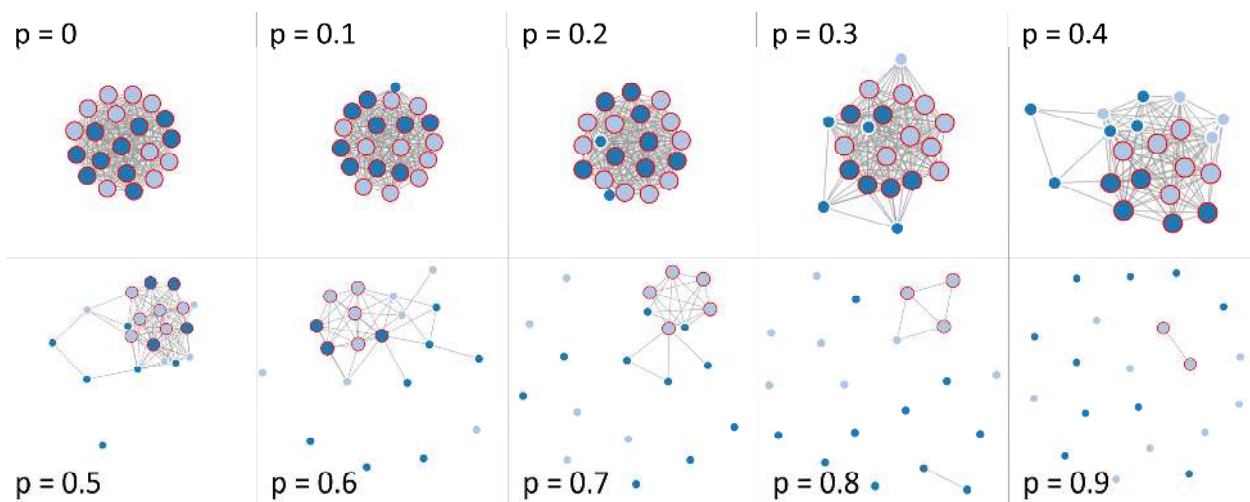 p = 0
p = 0.1
p = 0.2
p = 0.3
p = 0.4
p = 0.5
p = 0.6
p = 0.7
p = 0.8
p = 0.9